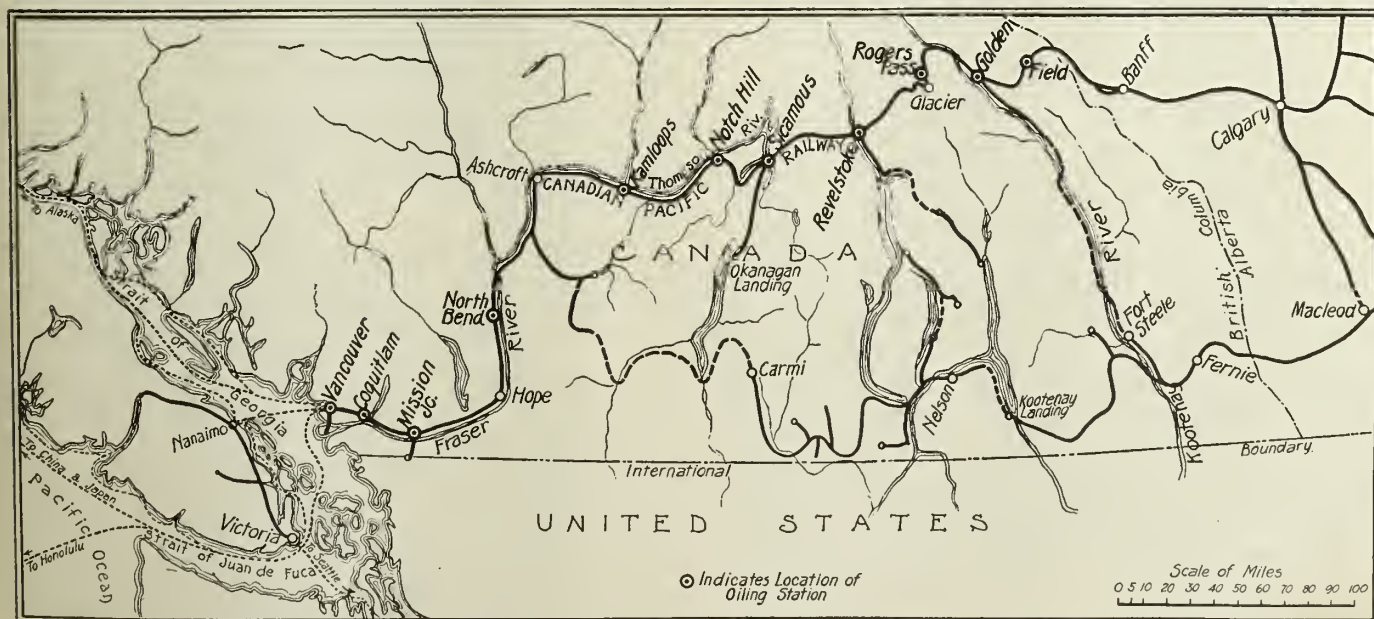 Rogers
Pass
Golden
Field
Banff
Glacier
Calgary
Notch Hill
Sicamous
Kamloops
Riv.
Thomso
Ashcroft
CANADIAN
PACIFIC
RAILWAY
Revelstoke
To Alaska
Strait
of
Georgia
CANADA
Okanagan
Landing
Columbia
British
Alberta
River
North
Bend
River
Vancouver
Coquitlam
Mission
Jc.
Hope
Fraser
Carmi
Nelson
Kootenay
Landing
Fort
Steele
Fernie
Macleod
Kootenay
Nanaimo
To China & Japan
Pacific
Ocean
Victoria
To Honolulu
Strait of Juan de Fuca
To Seattle
International
Boundary.
UNITED STATES
Indicates Location of
Oiling Station
Scale of Miles
0 5 10 20 30 40 50 60 70 80 90 100